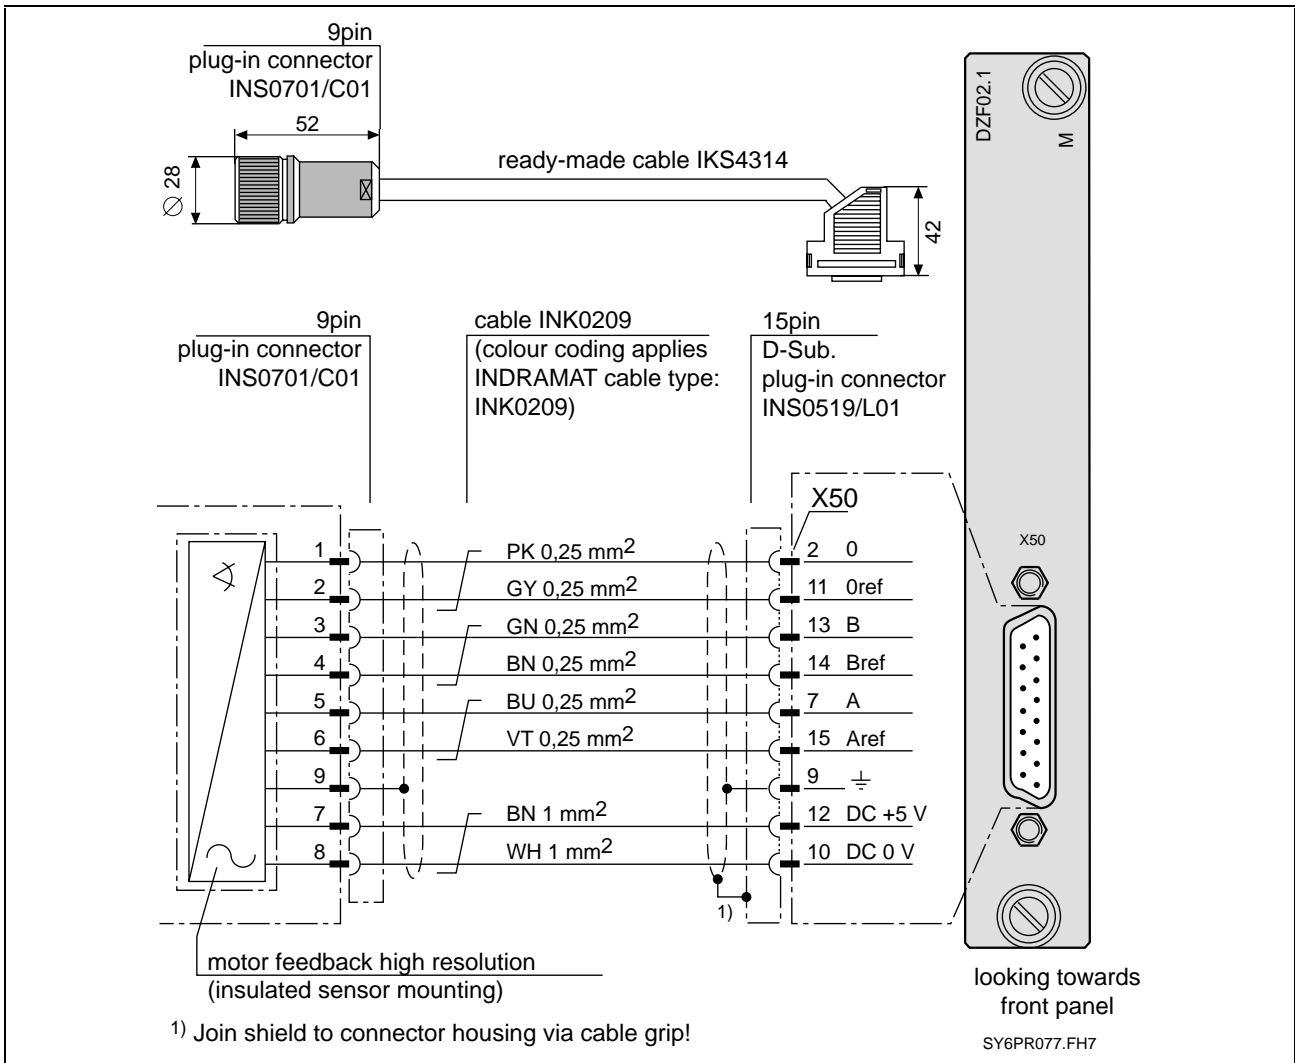 9pin
plug-in connector
INS0701/C01
52
ready-made cable IKS4314
∅ 28
42
DZF02.1
M
9pin
plug-in connector
INS0701/C01
cable INK0209
(colour coding applies
INDRAMAT cable type:
INK0209)
15pin
D-Sub.
plug-in connector
INS0519/L01
X50
X50
1 PK 0,25 mm2 2 0
2 GY 0,25 mm2 11 0ref
3 GN 0,25 mm2 13 B
4 BN 0,25 mm2 14 Bref
5 BU 0,25 mm2 7 A
6 VT 0,25 mm2 15 Aref
9 9
7 BN 1 mm2 12 DC +5 V
8 WH 1 mm2 10 DC 0 V
1)
motor feedback high resolution
(insulated sensor mounting)
1) Join shield to connector housing via cable grip!
looking towards
front panel
SY6PR077.FH7